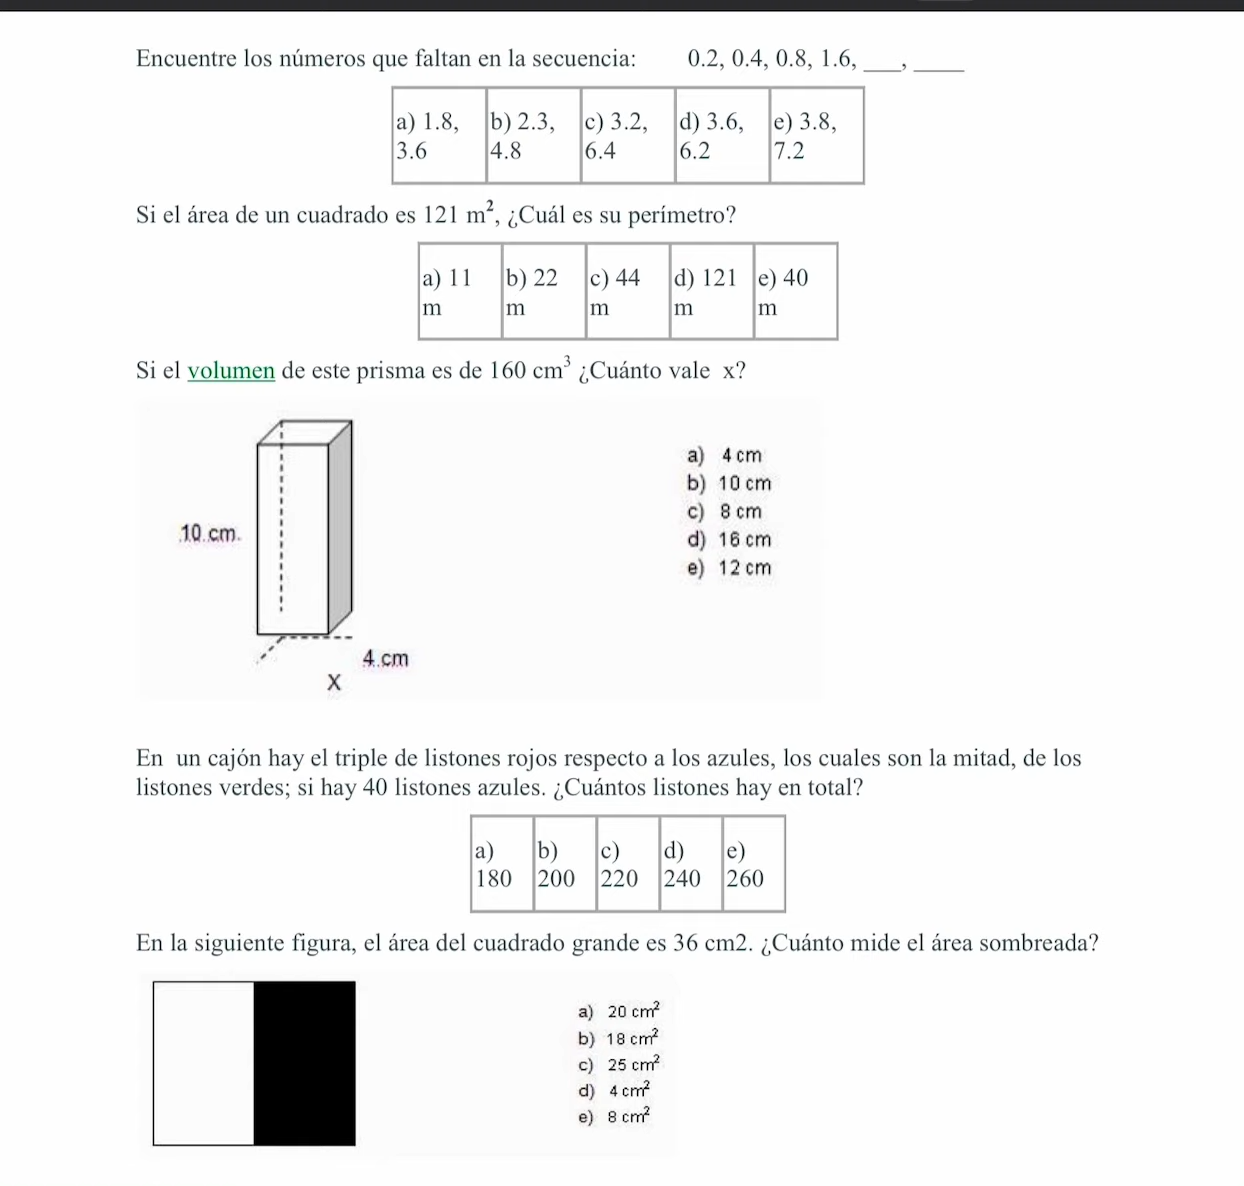 Encuentre los números que faltan en la secuencia: 0.2, 0.4, 0.8, 1.6, ___, ____
a) 1.8, 3.6
b) 2.3, 4.8
c) 3.2, 6.4
d) 3.6, 6.2
e) 3.8, 7.2
Si el área de un cuadrado es 121 m², ¿Cuál es su perímetro?
a) 11 m
b) 22 m
c) 44 m
d) 121 m
e) 40 m
Si el volumen de este prisma es de 160 cm³ ¿Cuánto vale x?
10 cm.
4 cm
X
a) 4 cm
b) 10 cm
c) 8 cm
d) 16 cm
e) 12 cm
En un cajón hay el triple de listones rojos respecto a los azules, los cuales son la mitad, de los
listones verdes; si hay 40 listones azules. ¿Cuántos listones hay en total?
a) 180
b) 200
c) 220
d) 240
e) 260
En la siguiente figura, el área del cuadrado grande es 36 cm2. ¿Cuánto mide el área sombreada?
a) 20 cm²
b) 18 cm²
c) 25 cm²
d) 4 cm²
e) 8 cm²